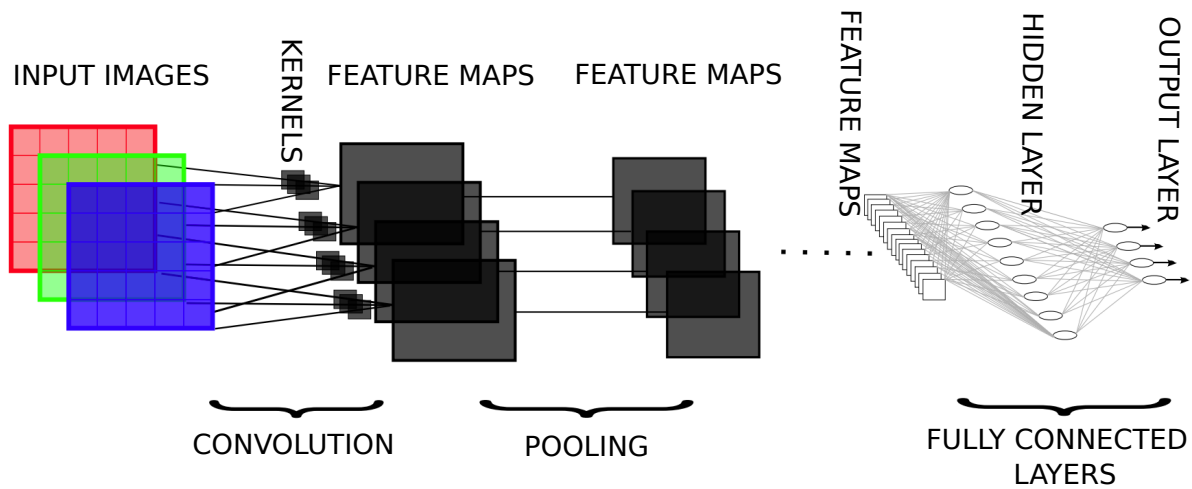 INPUT IMAGES
KERNELS
FEATURE MAPS
FEATURE MAPS
FEATURE MAPS
HIDDEN LAYER
OUTPUT LAYER
CONVOLUTION
POOLING
FULLY CONNECTED
LAYERS